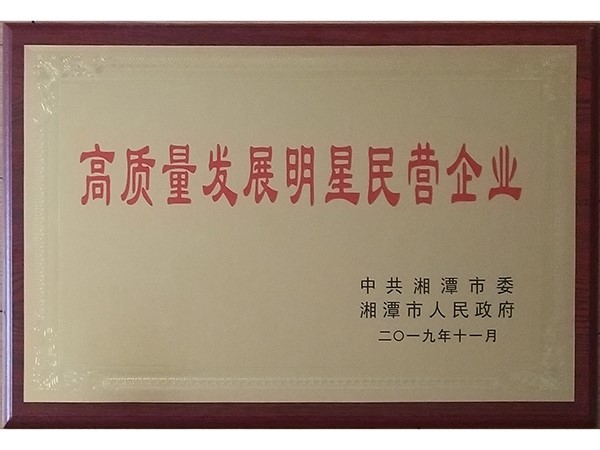 高质量发展明星民营企业
中共湘潭市委
湘潭市人民政府
二〇一九年十一月